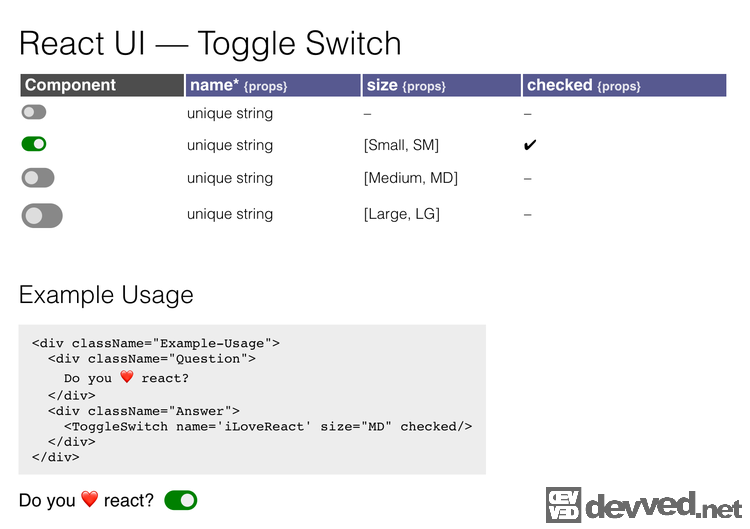 React UI — Toggle Switch
Component name* {props} size {props} checked {props}
unique string – –
unique string [Small, SM] ✔
unique string [Medium, MD] –
unique string [Large, LG] –
Example Usage
<div className="Example-Usage">
<div className="Question">
Do you ❤️ react?
</div>
<div className="Answer">
<ToggleSwitch name='iLoveReact' size="MD" checked/>
</div>
</div>
Do you ❤️ react?
DEV
VED
devved.net